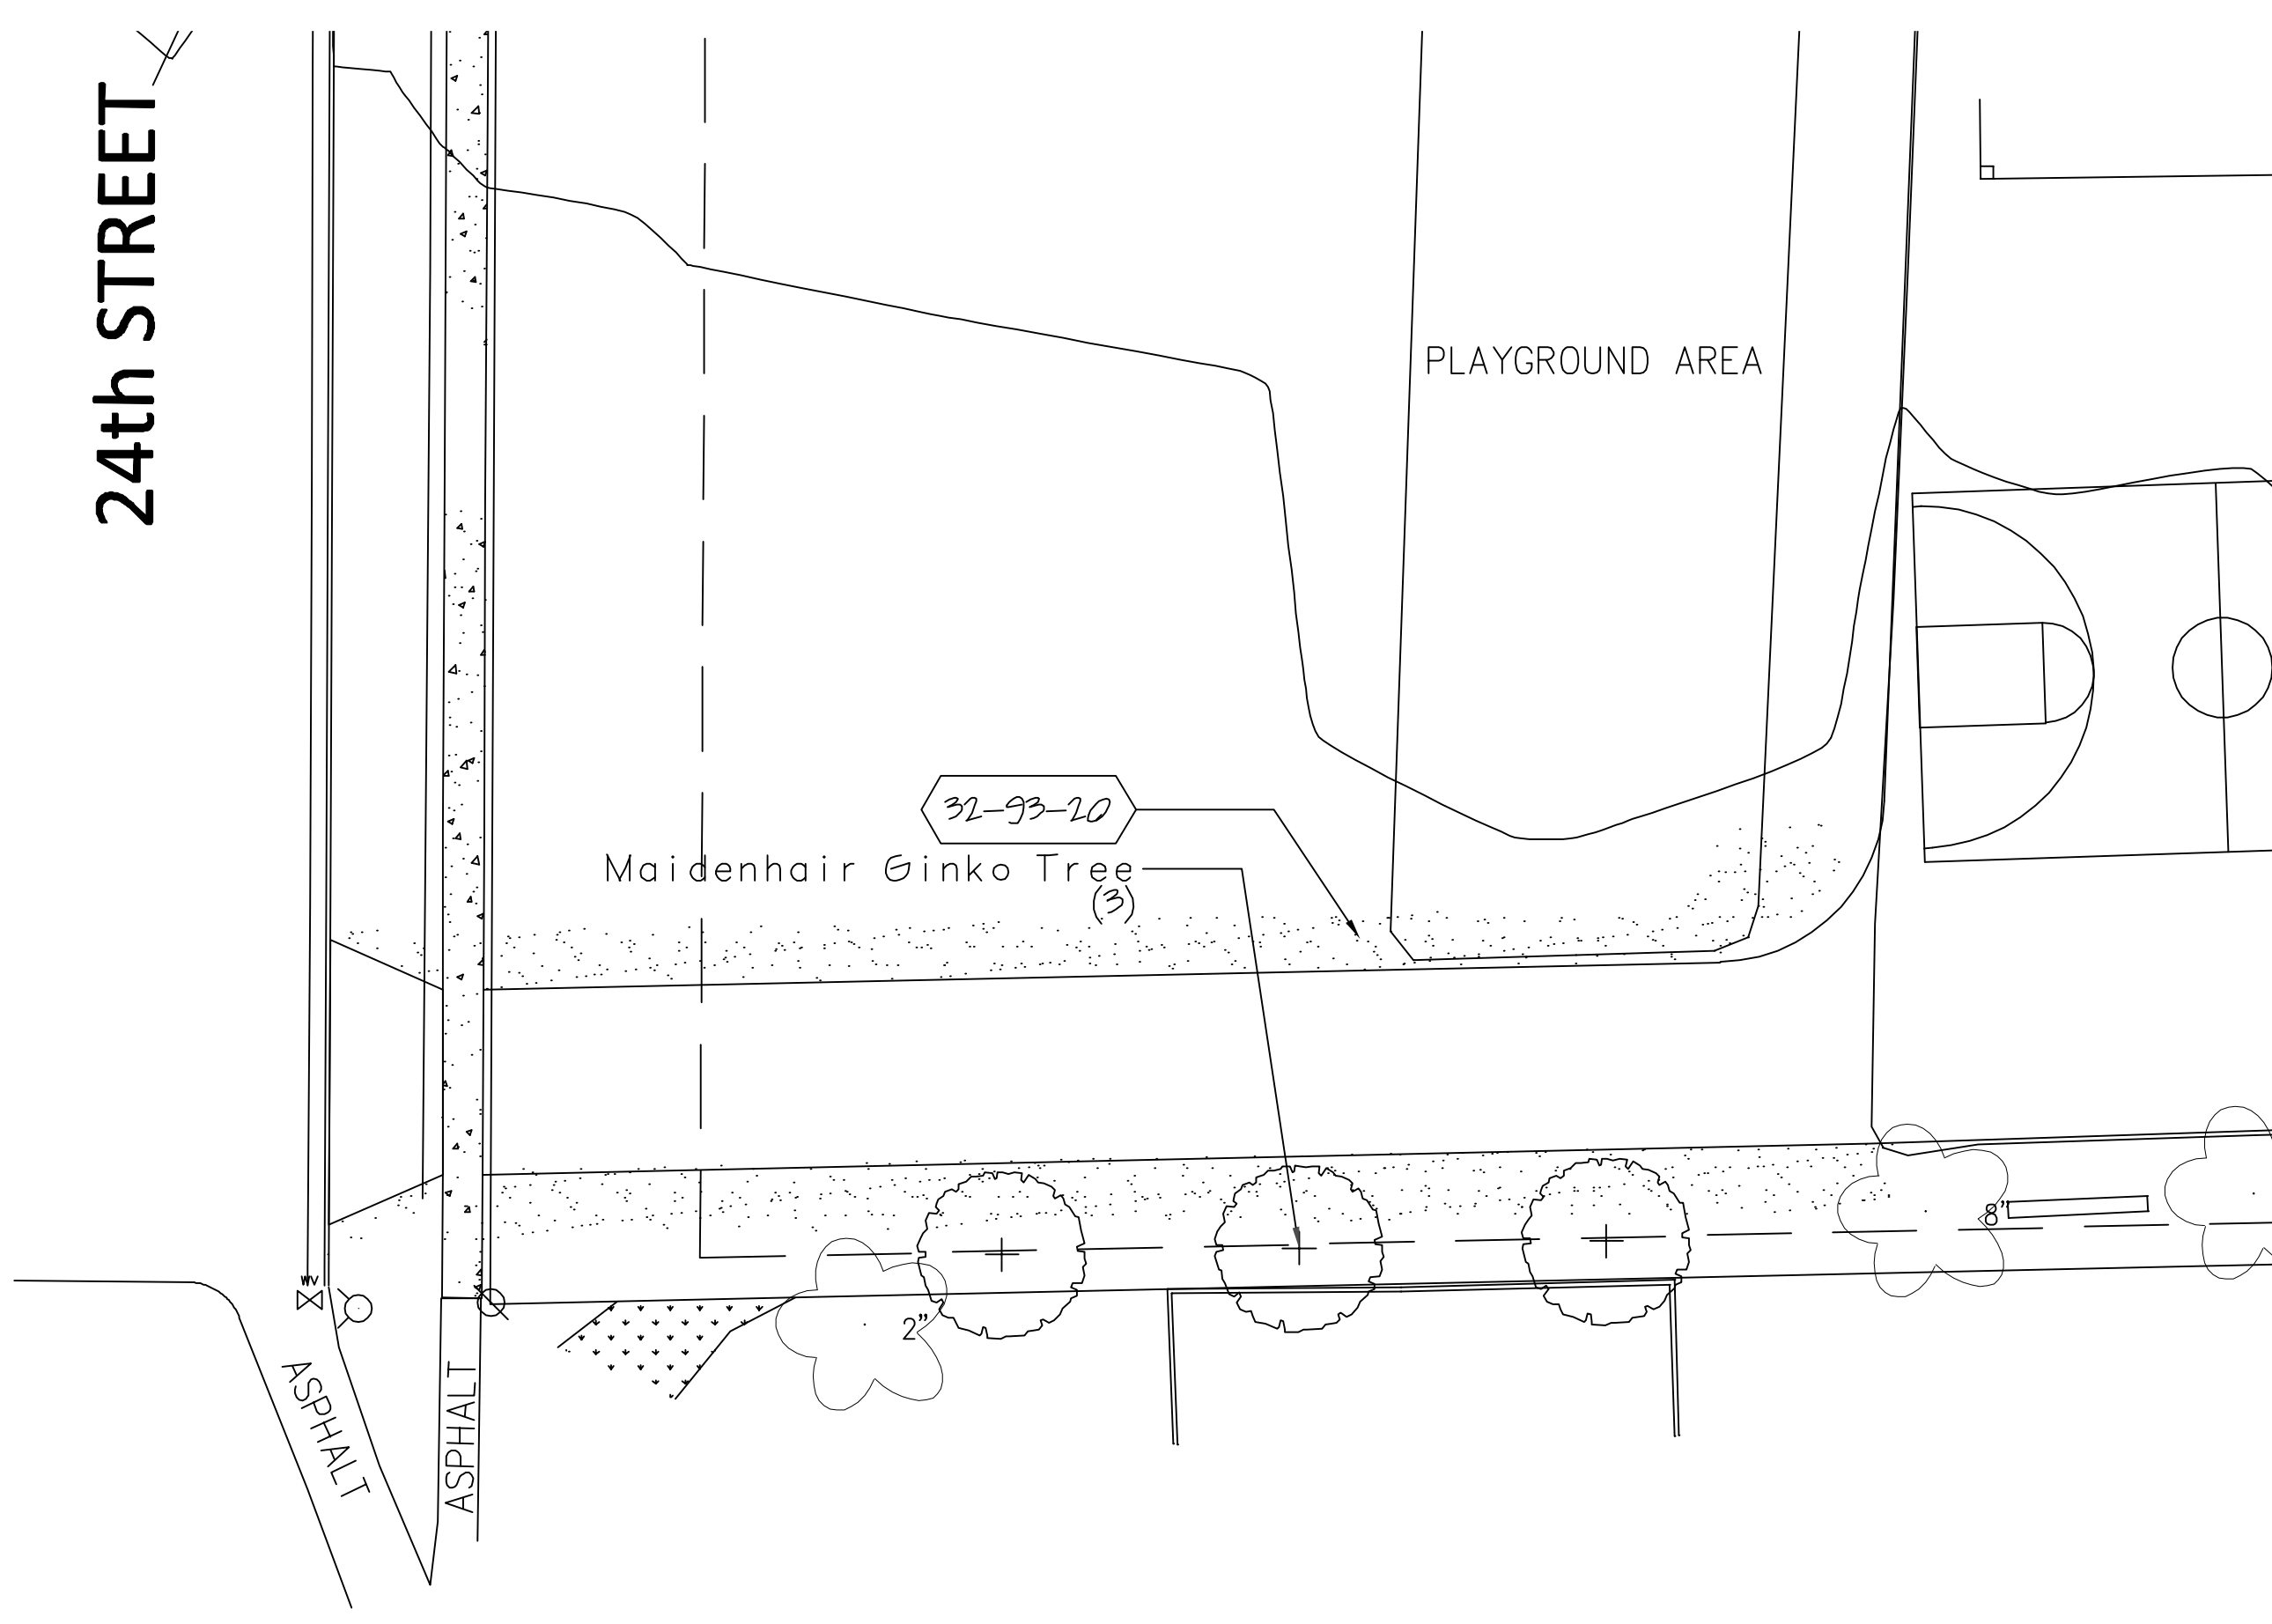 24th STREET
PLAYGROUND AREA
32-93-20
Maidenhair Ginko Tree
(3)
8"
WV
2"
ASPHALT
ASPHALT